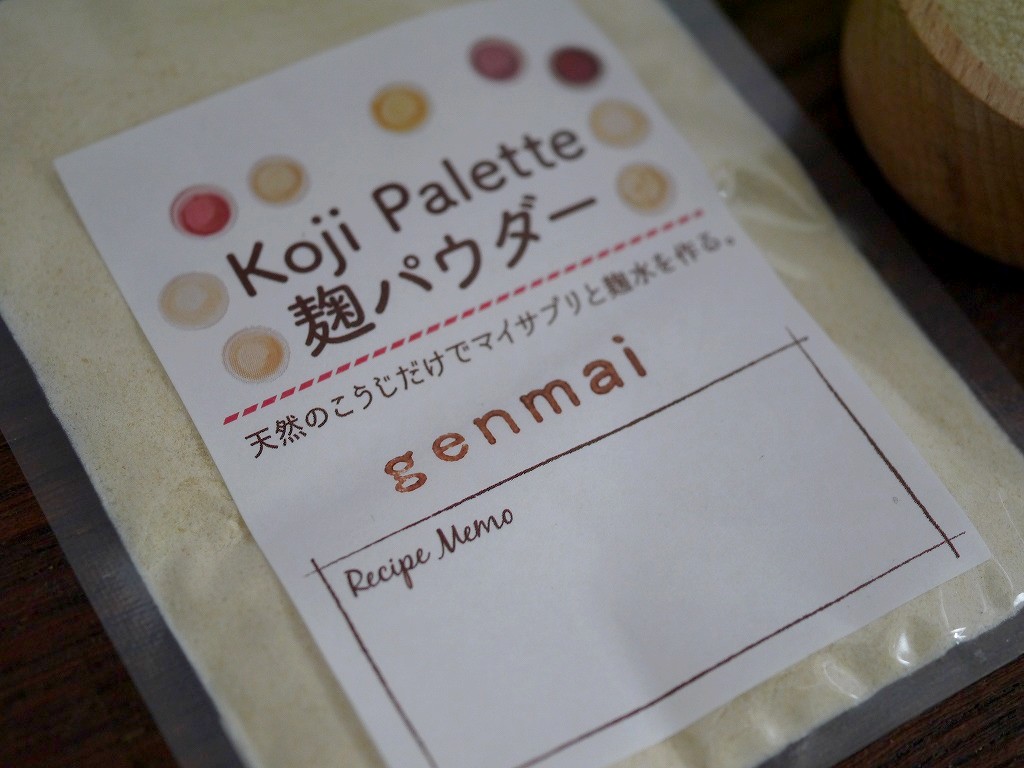 Koji Palette
麹パウダー
天然のこうじだけでマイサプリと麹水を作る。
genmai
Recipe Memo